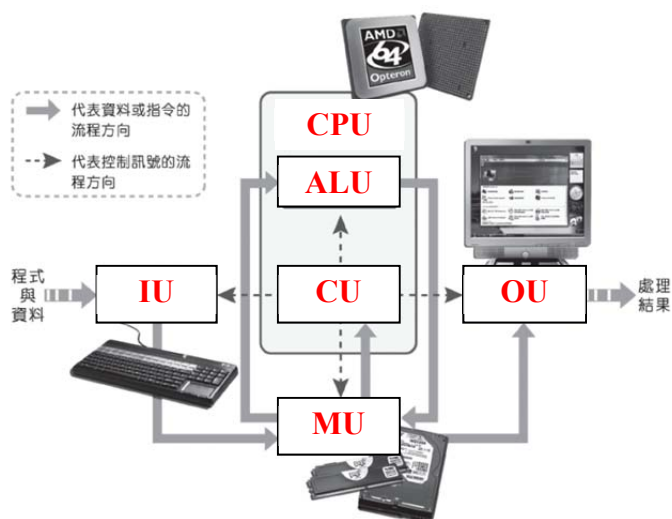 AMD
64
Opteron
代表資料或指令的
流程方向
代表控制訊號的流
程方向
CPU
ALU
程式
與
資料
IU
CU
OU
處理
結果
MU